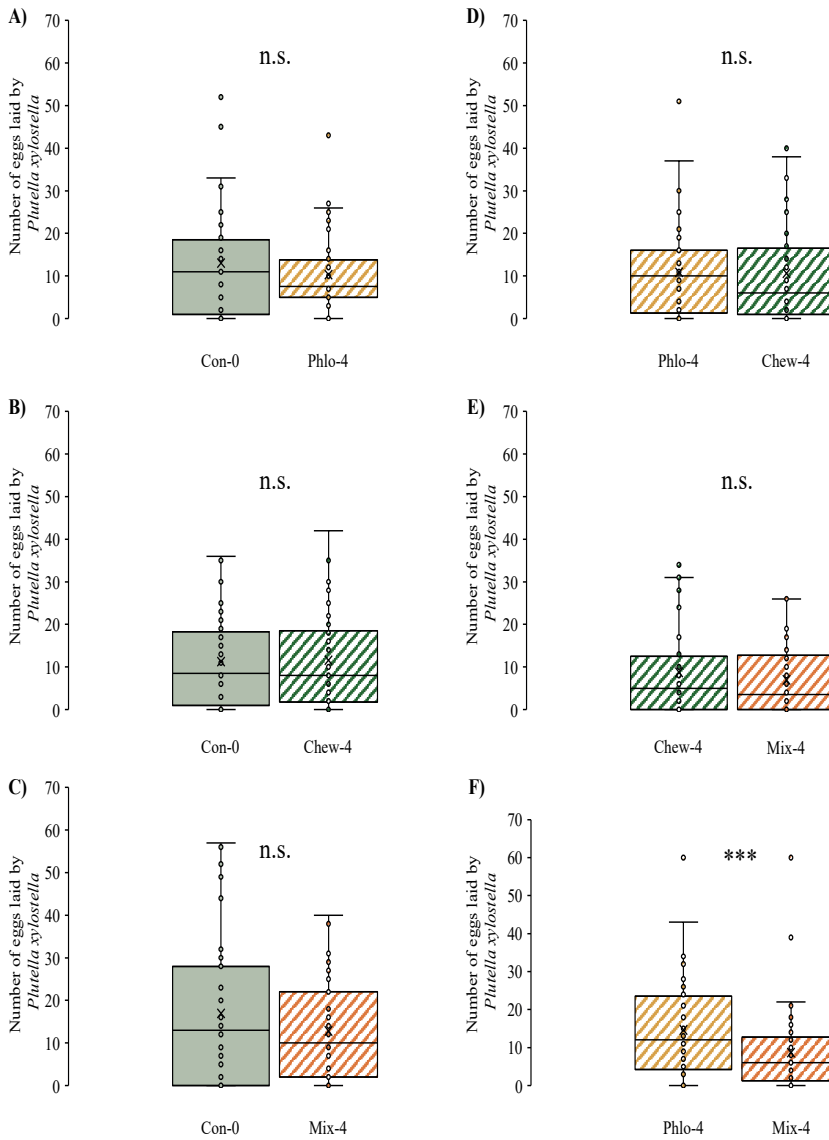 A)
70
60
50
40
30
20
10
0
Number of eggs laid by
Plutella xylostella
n.s.
Con-0 Phlo-4
D)
70
60
50
40
30
20
10
0
Number of eggs laid by
Plutella xylostella
n.s.
Phlo-4 Chew-4
B)
70
60
50
40
30
20
10
0
Number of eggs laid by
Plutella xylostella
n.s.
Con-0 Chew-4
E)
70
60
50
40
30
20
10
0
Number of eggs laid by
Plutella xylostella
n.s.
Chew-4 Mix-4
C)
70
60
50
40
30
20
10
0
Number of eggs laid by
Plutella xylostella
n.s.
Con-0 Mix-4
F)
70
60
50
40
30
20
10
0
Number of eggs laid by
Plutella xylostella
***
Phlo-4 Mix-4